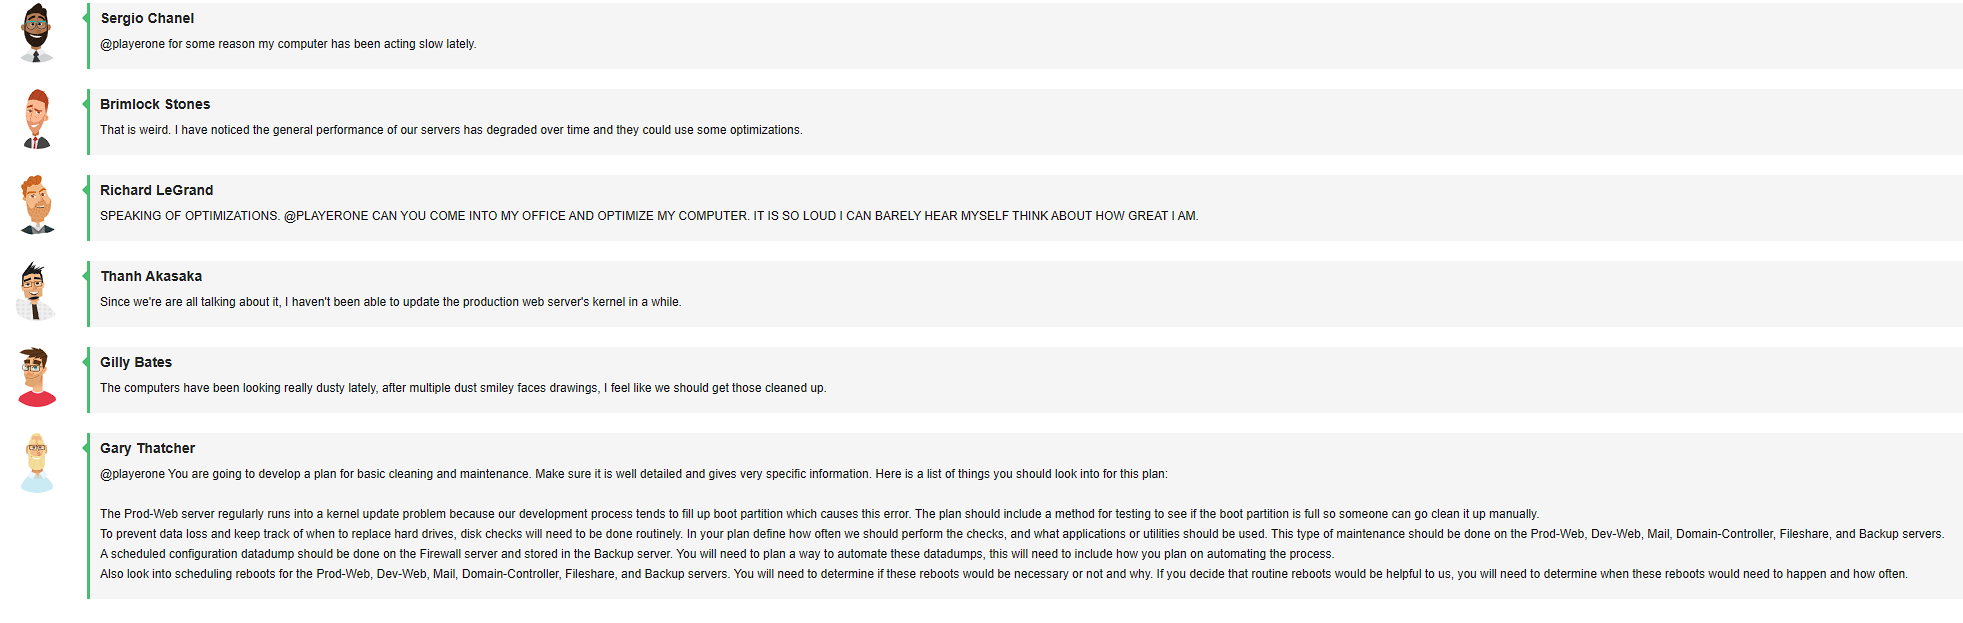 Sergio Chanel
@playerone for some reason my computer has been acting slow lately.
Brimlock Stones
That is weird. I have noticed the general performance of our servers has degraded over time and they could use some optimizations.
Richard LeGrand
SPEAKING OF OPTIMIZATIONS. @PLAYERONE CAN YOU COME INTO MY OFFICE AND OPTIMIZE MY COMPUTER. IT IS SO LOUD I CAN BARELY HEAR MYSELF THINK ABOUT HOW GREAT I AM.
Thanh Akasaka
Since we're are all talking about it, I haven't been able to update the production web server's kernel in a while.
Gilly Bates
The computers have been looking really dusty lately, after multiple dust smiley faces drawings, I feel like we should get those cleaned up.
Gary Thatcher
@playerone You are going to develop a plan for basic cleaning and maintenance. Make sure it is well detailed and gives very specific information. Here is a list of things you should look into for this plan:
The Prod-Web server regularly runs into a kernel update problem because our development process tends to fill up boot partition which causes this error. The plan should include a method for testing to see if the boot partition is full so someone can go clean it up manually.
To prevent data loss and keep track of when to replace hard drives, disk checks will need to be done routinely. In your plan define how often we should perform the checks, and what applications or utilities should be used. This type of maintenance should be done on the Prod-Web, Dev-Web, Mail, Domain-Controller, Fileshare, and Backup servers.
A scheduled configuration datadump should be done on the Firewall server and stored in the Backup server. You will need to plan a way to automate these datadumps, this will need to include how you plan on automating the process.
Also look into scheduling reboots for the Prod-Web, Dev-Web, Mail, Domain-Controller, Fileshare, and Backup servers. You will need to determine if these reboots would be necessary or not and why. If you decide that routine reboots would be helpful to us, you will need to determine when these reboots would need to happen and how often.